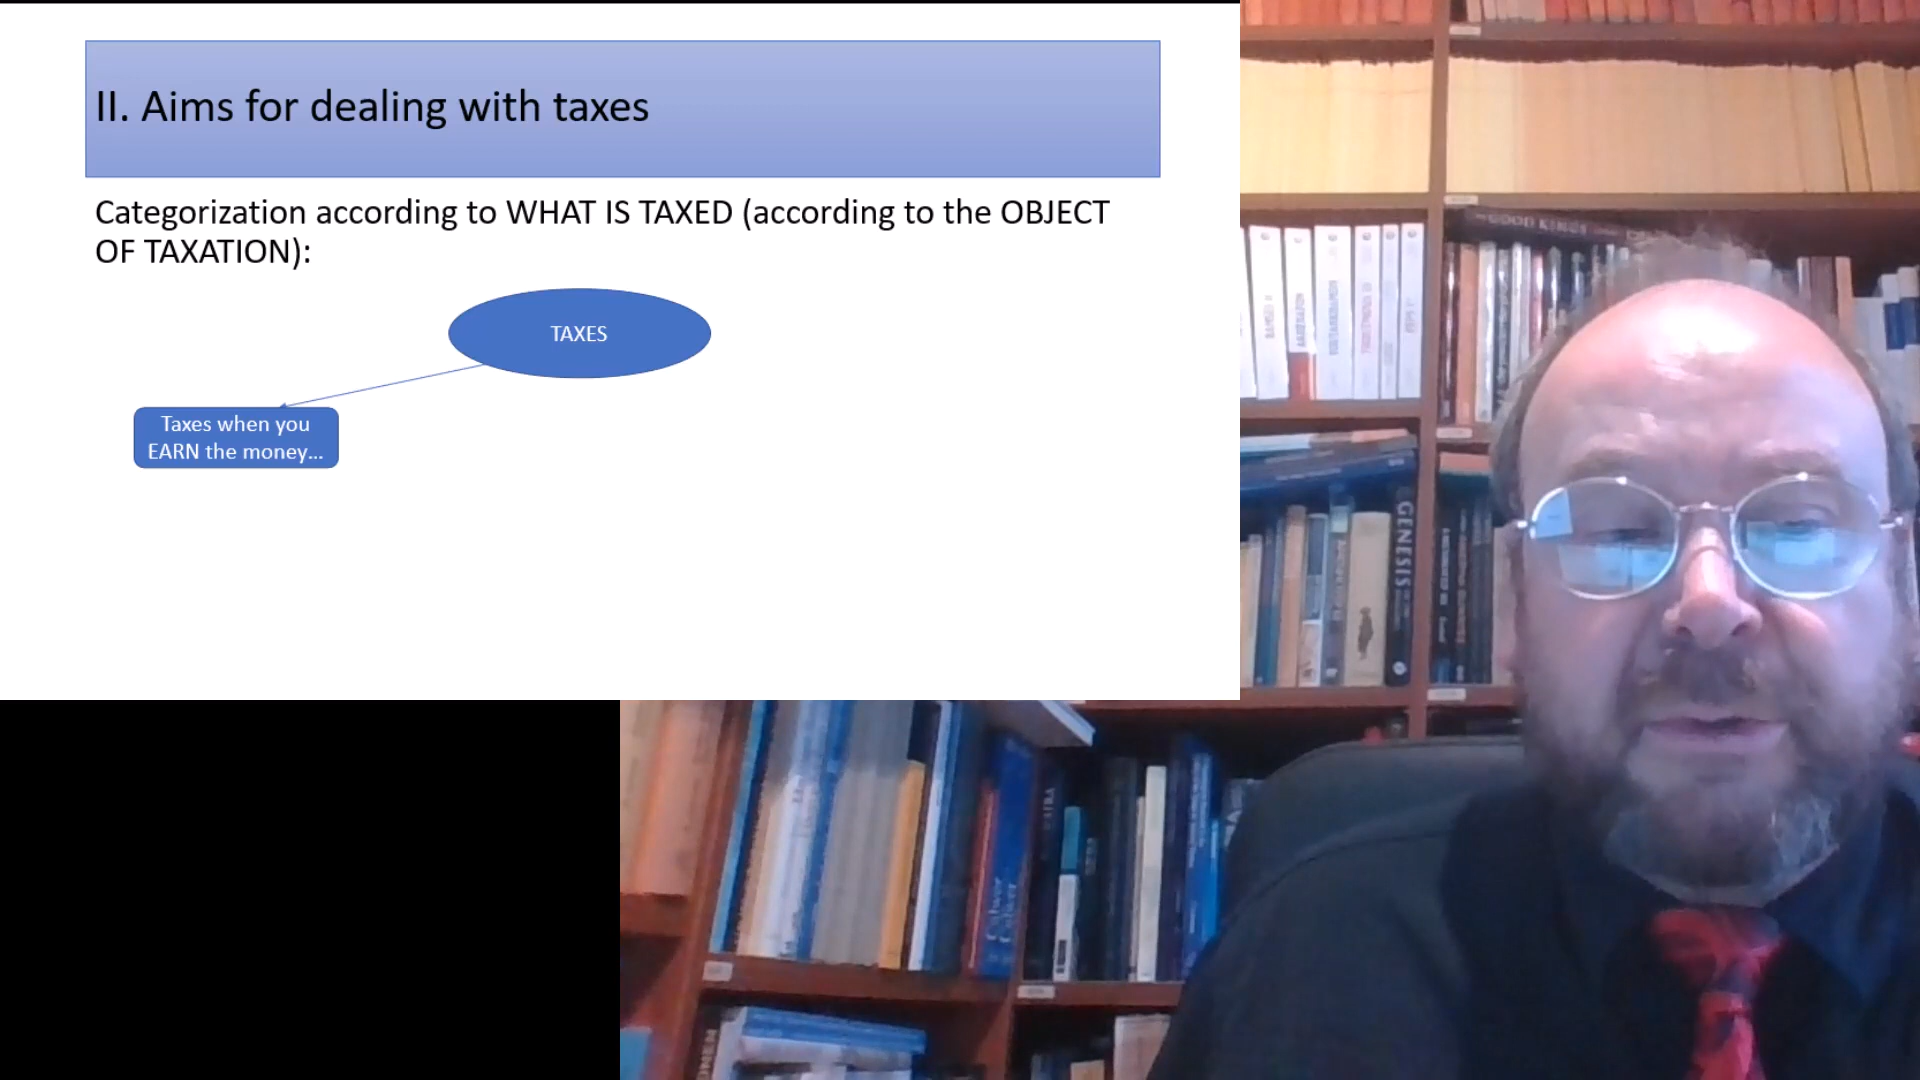 II. Aims for dealing with taxes
Categorization according to WHAT IS TAXED (according to the OBJECT
OF TAXATION):
TAXES
Taxes when you
EARN the money...
GENESIS